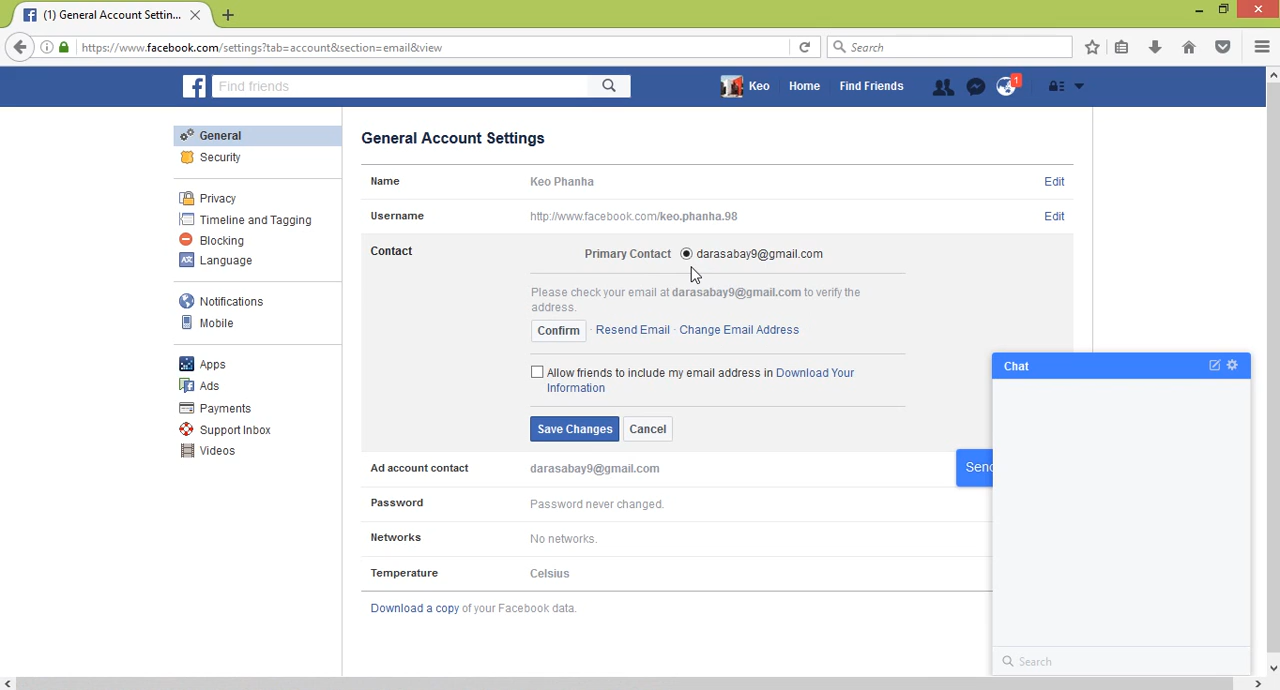 (1) General Account Settin...
https://www.facebook.com/settings?tab=account&section=email&view
Search
Find friends
Keo
Home
Find Friends
1
General
Security
Privacy
Timeline and Tagging
Blocking
Language
Notifications
Mobile
Apps
Ads
Payments
Support Inbox
Videos
General Account Settings
Name Keo Phanha Edit
Username http://www.facebook.com/keo.phanha.98 Edit
Contact Primary Contact darasabay9@gmail.com
Please check your email at darasabay9@gmail.com to verify the
address.
Confirm · Resend Email · Change Email Address
Allow friends to include my email address in Download Your
Information
Save Changes Cancel
Ad account contact darasabay9@gmail.com
Password Password never changed.
Networks No networks.
Temperature Celsius
Download a copy of your Facebook data.
Send
Chat
Search